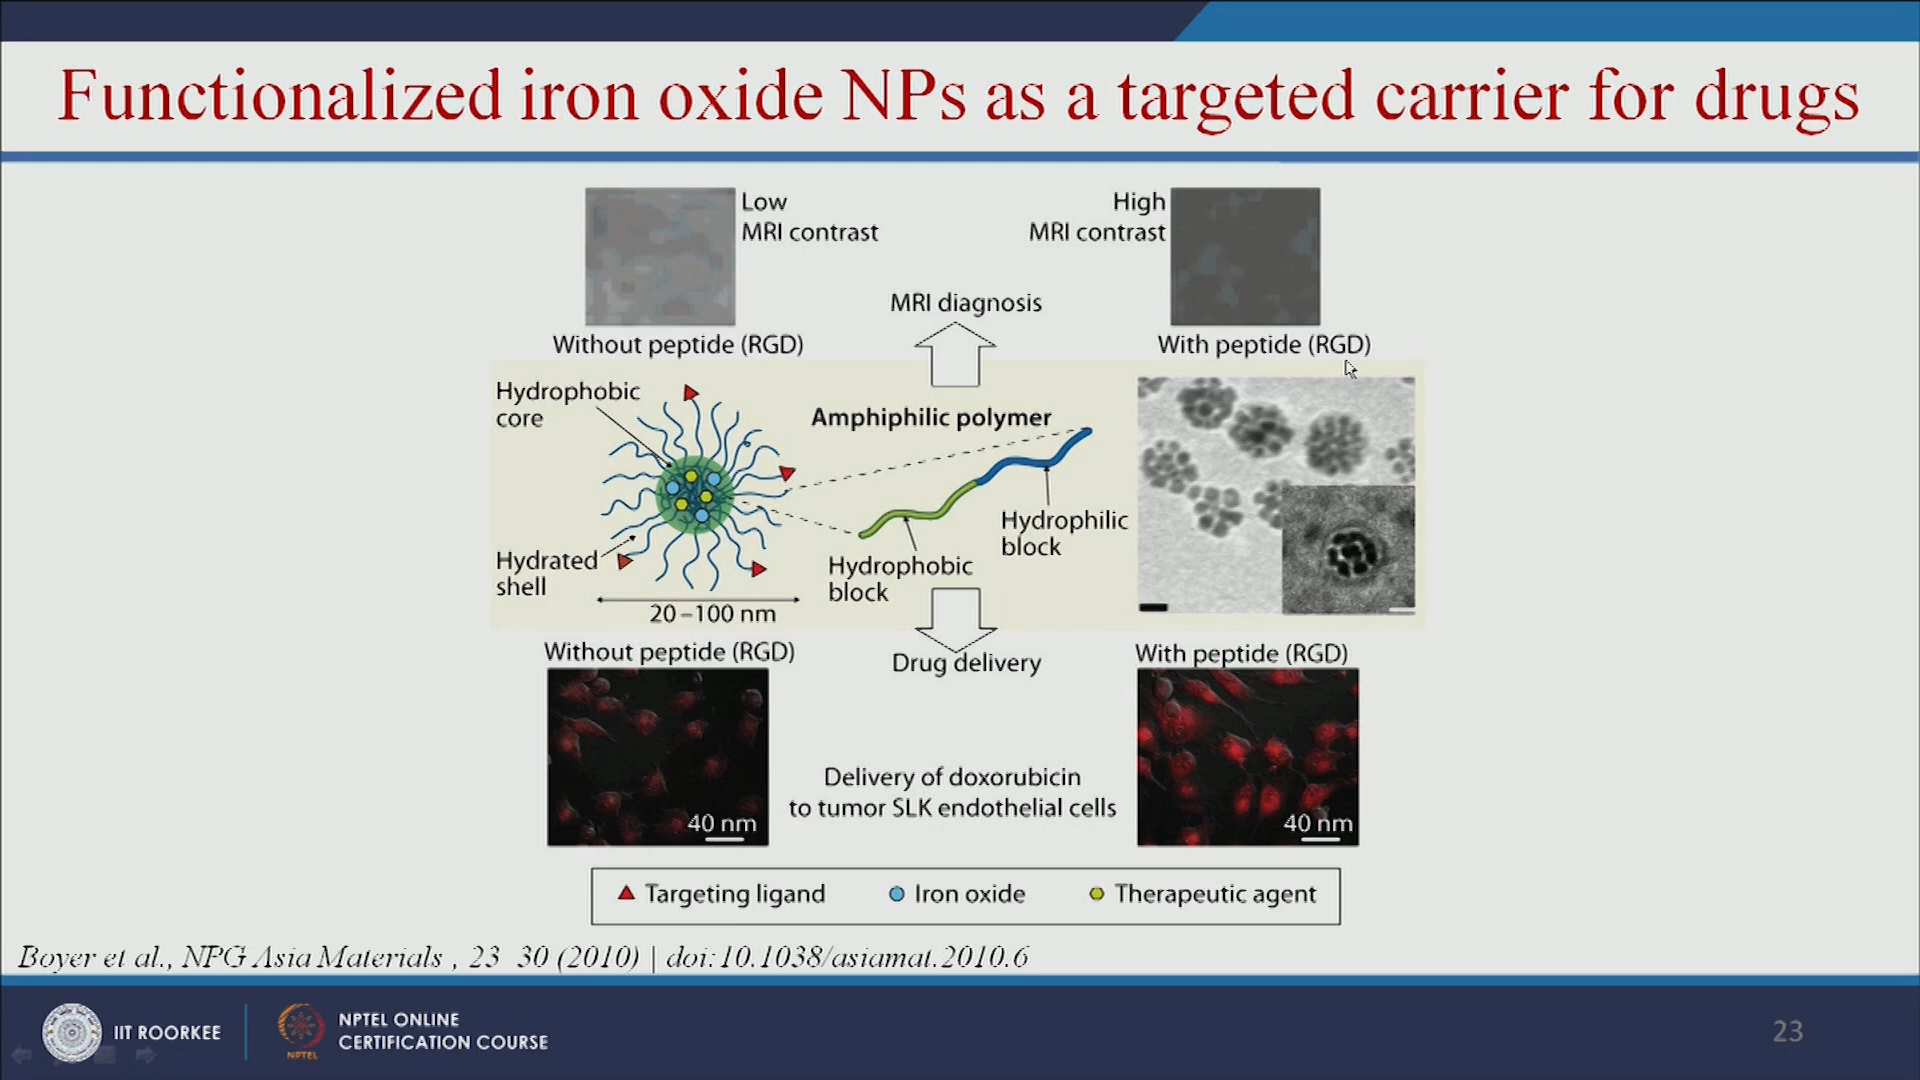 Functionalized iron oxide NPs as a targeted carrier for drugs
Low
MRI contrast
High
MRI contrast
MRI diagnosis
Without peptide (RGD)
With peptide (RGD)
Hydrophobic
core
Amphiphilic polymer
Hydrophilic
block
Hydrophobic
block
Hydrated
shell
20–100 nm
Without peptide (RGD)
Drug delivery
With peptide (RGD)
Delivery of doxorubicin
to tumor SLK endothelial cells
40 nm
40 nm
Targeting ligand
Iron oxide
Therapeutic agent
Boyer et al., NPG Asia Materials , 23 30 (2010) | doi:10.1038/asiamat.2010.6
IIT ROORKEE
NPTEL
NPTEL ONLINE
CERTIFICATION COURSE
23